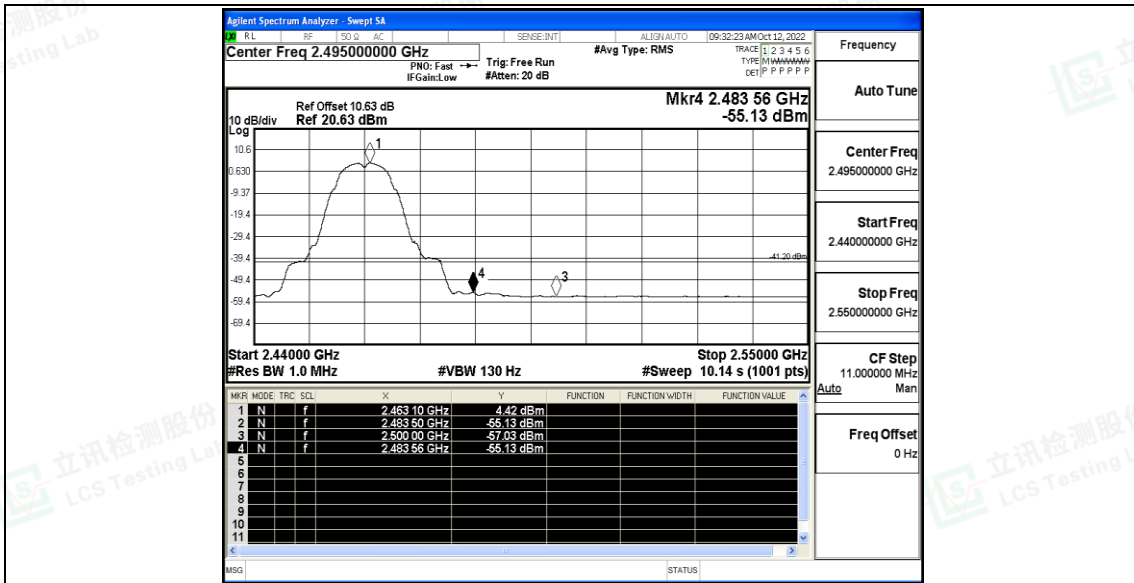 Agilent Spectrum Analyzer - Swept SA
LXI RL RF 50 Ω AC SENSE:INT ALIGN AUTO 09:32:23 AM Oct 12, 2022
Center Freq 2.495000000 GHz
PNO: Fast
IFGain:Low
Trig: Free Run
#Atten: 20 dB
#Avg Type: RMS
TRACE 1 2 3 4 5 6
TYPE M WWWWW
DET P P P P P P
Mkr4 2.483 56 GHz
-55.13 dBm
Ref Offset 10.63 dB
10 dB/div Ref 20.63 dBm
Log
10.6
0.630
-9.37
-19.4
-29.4
-39.4
-49.4
-59.4
-69.4
1
4
3
-41.20 dBm
Start 2.44000 GHz Stop 2.55000 GHz
#Res BW 1.0 MHz #VBW 130 Hz #Sweep 10.14 s (1001 pts)
MKR MODE TRC SCL X Y FUNCTION FUNCTION WIDTH FUNCTION VALUE
1 N f 2.463 10 GHz 4.42 dBm
2 N f 2.483 50 GHz -55.13 dBm
3 N f 2.500 00 GHz -57.03 dBm
4 N f 2.483 56 GHz -55.13 dBm
5
6
7
8
9
10
11
MSG STATUS
Frequency
Auto Tune
Center Freq
2.495000000 GHz
Start Freq
2.440000000 GHz
Stop Freq
2.550000000 GHz
CF Step
11.000000 MHz
Auto Man
Freq Offset
0 Hz
立讯检测股份
LCS Testing Lab
立讯检测股份
LCS Testing L